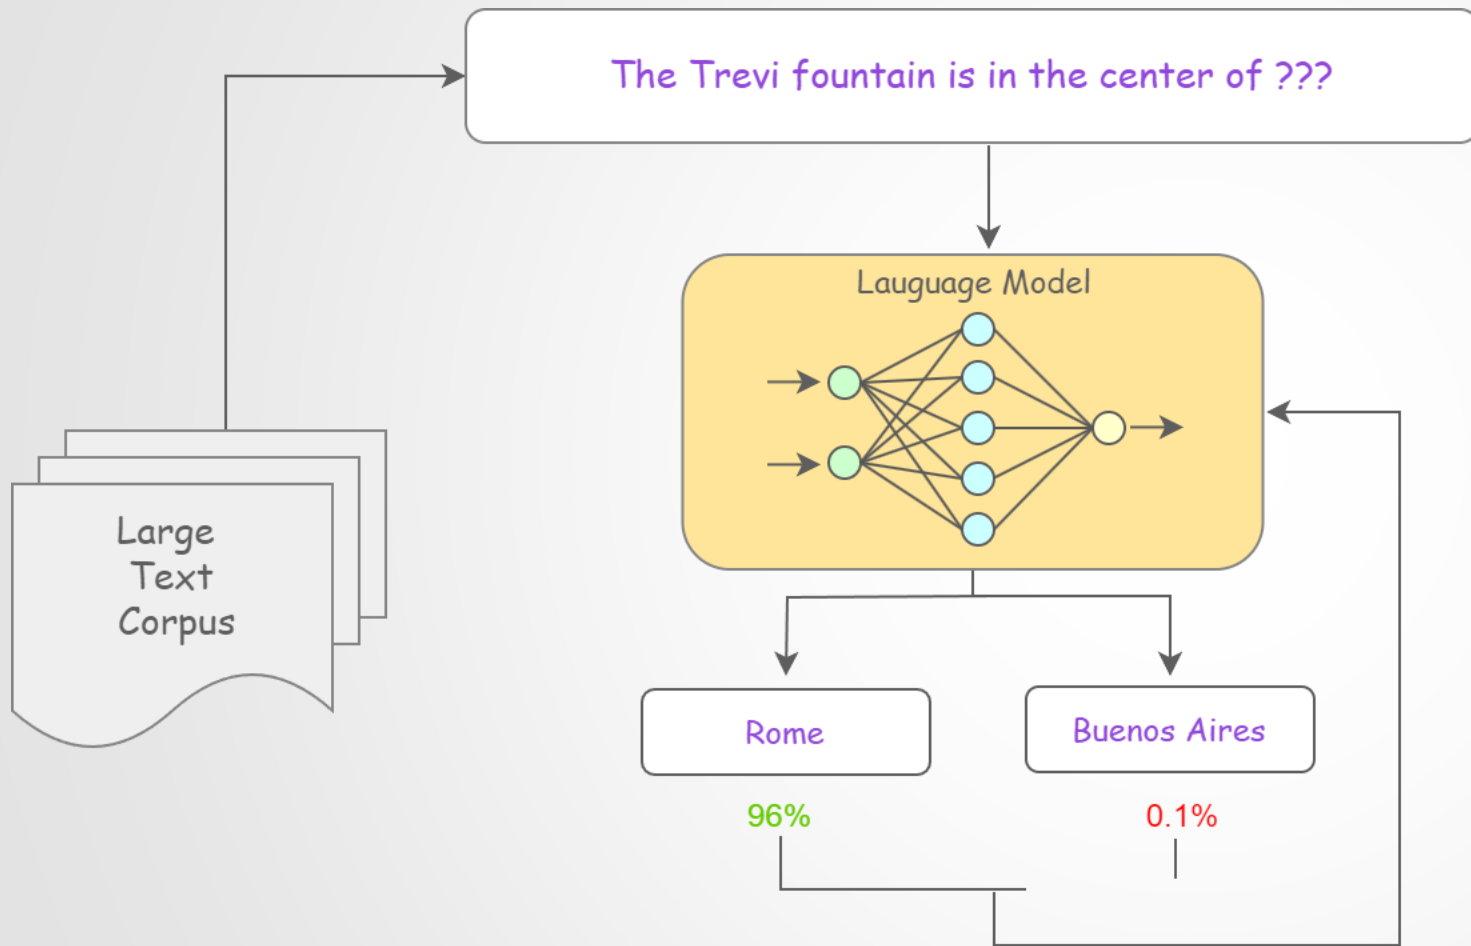 The Trevi fountain is in the center of ???
Lauguage Model
Large
Text
Corpus
Rome
Buenos Aires
96%
0.1%